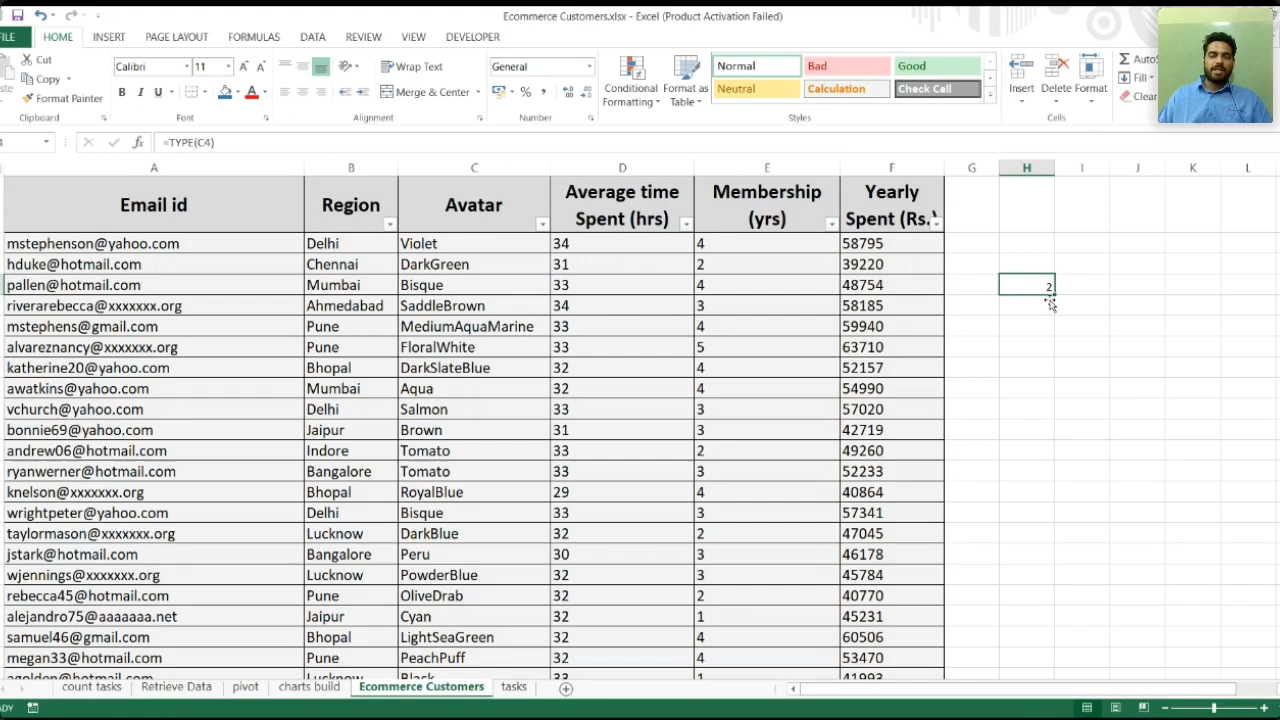 Ecommerce Customers.xlsx - Excel (Product Activation Failed)
FILE HOME INSERT PAGE LAYOUT FORMULAS DATA REVIEW VIEW DEVELOPER
Cut
Copy
Format Painter
Clipboard
Calibri 11
B I U
Font
Wrap Text
Merge & Center
Alignment
General
%
Number
Conditional Formatting
Format as Table
Normal Bad Good
Neutral Calculation Check Cell
Styles
Insert Delete Format
Cells
Fill
Clear
=TYPE(C4)
A B C D E F G H I J K L
Email id Region Avatar Average time Spent (hrs) Membership (yrs) Yearly Spent (Rs.)
mstephenson@yahoo.com Delhi Violet 34 4 58795
hduke@hotmail.com Chennai DarkGreen 31 2 39220
pallen@hotmail.com Mumbai Bisque 33 4 48754 2
riverarebecca@xxxxxxx.org Ahmedabad SaddleBrown 34 3 58185
mstephens@gmail.com Pune MediumAquaMarine 33 4 59940
alvareznancy@xxxxxxx.org Pune FloralWhite 33 5 63710
katherine20@yahoo.com Bhopal DarkSlateBlue 32 4 52157
awatkins@yahoo.com Mumbai Aqua 32 4 54990
vchurch@yahoo.com Delhi Salmon 33 3 57020
bonnie69@yahoo.com Jaipur Brown 31 3 42719
andrew06@hotmail.com Indore Tomato 33 2 49260
ryanwerner@hotmail.com Bangalore Tomato 33 3 52233
knelson@xxxxxxx.org Bhopal RoyalBlue 29 4 40864
wrightpeter@yahoo.com Delhi Bisque 33 3 57341
taylormason@xxxxxxx.org Lucknow DarkBlue 32 2 47045
jstark@hotmail.com Bangalore Peru 30 3 46178
wjennings@xxxxxxx.org Lucknow PowderBlue 32 3 45784
rebecca45@hotmail.com Pune OliveDrab 32 2 40770
alejandro75@aaaaaaa.net Jaipur Cyan 32 1 45231
samuel46@gmail.com Bhopal LightSeaGreen 32 4 60506
megan33@hotmail.com Pune PeachPuff 32 4 53470
agolden@hotmail.com Lucknow Black 33 1 41993
count tasks Retrieve Data pivot charts build Ecommerce Customers tasks